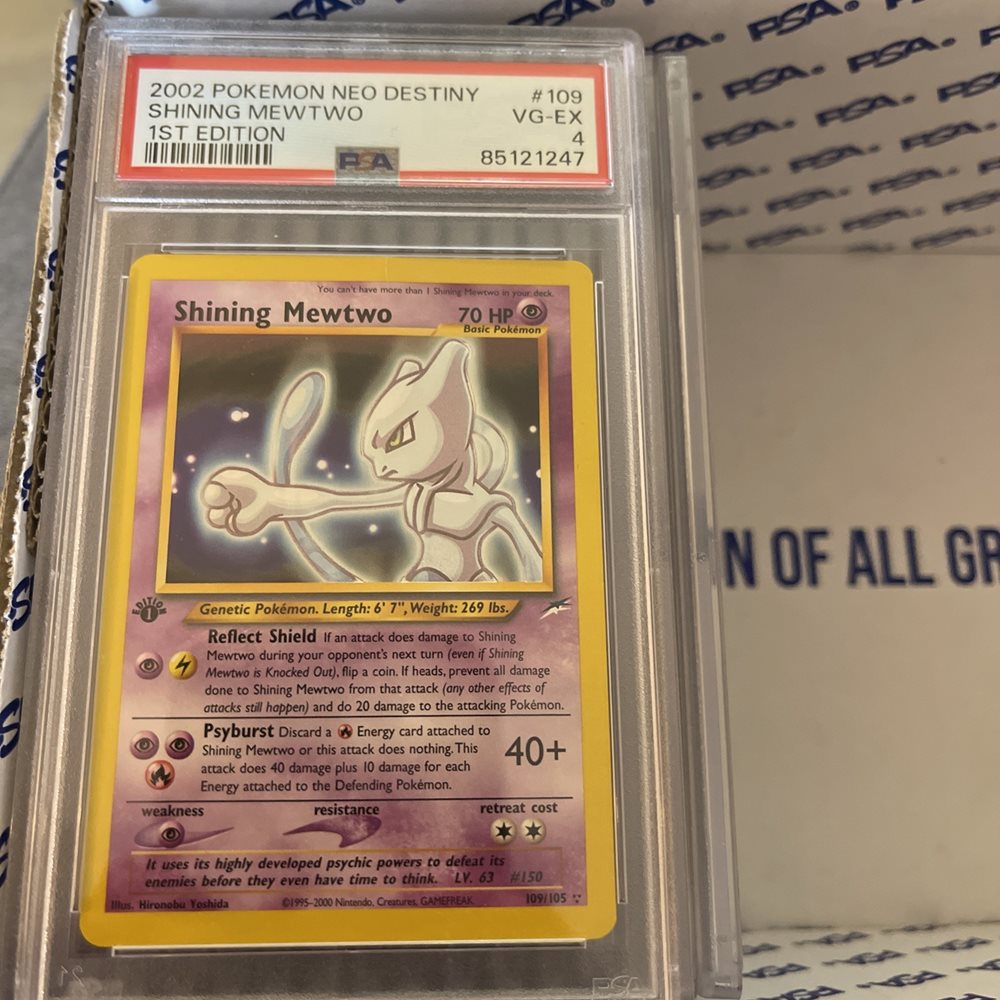 2002 POKEMON NEO DESTINY #109
SHINING MEWTWO VG-EX
1ST EDITION 4
PSA 85121247
You can't have more than 1 Shining Mewtwo in your deck.
Shining Mewtwo 70 HP
Basic Pokémon
EDITION
1
Genetic Pokémon. Length: 6' 7", Weight: 269 lbs.
Reflect Shield If an attack does damage to Shining
Mewtwo during your opponent's next turn (even if Shining
Mewtwo is Knocked Out), flip a coin. If heads, prevent all damage
done to Shining Mewtwo from that attack (any other effects of
attacks still happen) and do 20 damage to the attacking Pokémon.
Psyburst Discard a Energy card attached to
Shining Mewtwo or this attack does nothing. This
attack does 40 damage plus 10 damage for each
Energy attached to the Defending Pokémon.
40+
weakness resistance retreat cost
It uses its highly developed psychic powers to defeat its
enemies before they even have time to think. LV. 63 #150
Illus. Hironobu Yoshida ©1995-2000 Nintendo, Creatures, GAMEFREAK. 109/105
PSA
N OF ALL GR
PSA